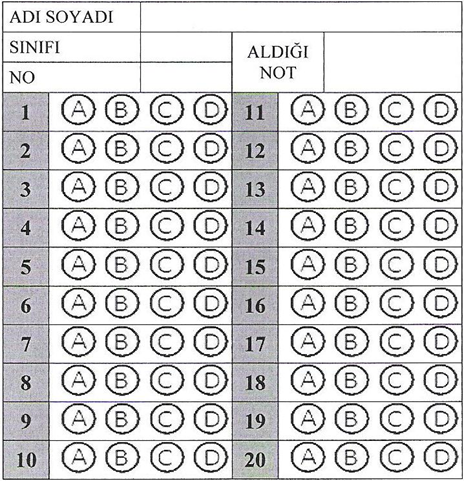 ADI SOYADI
SINIFI
ALDIĞI
NOT
NO
1 A B C D 11 A B C D
2 A B C D 12 A B C D
3 A B C D 13 A B C D
4 A B C D 14 A B C D
5 A B C D 15 A B C D
6 A B C D 16 A B C D
7 A B C D 17 A B C D
8 A B C D 18 A B C D
9 A B C D 19 A B C D
10 A B C D 20 A B C D